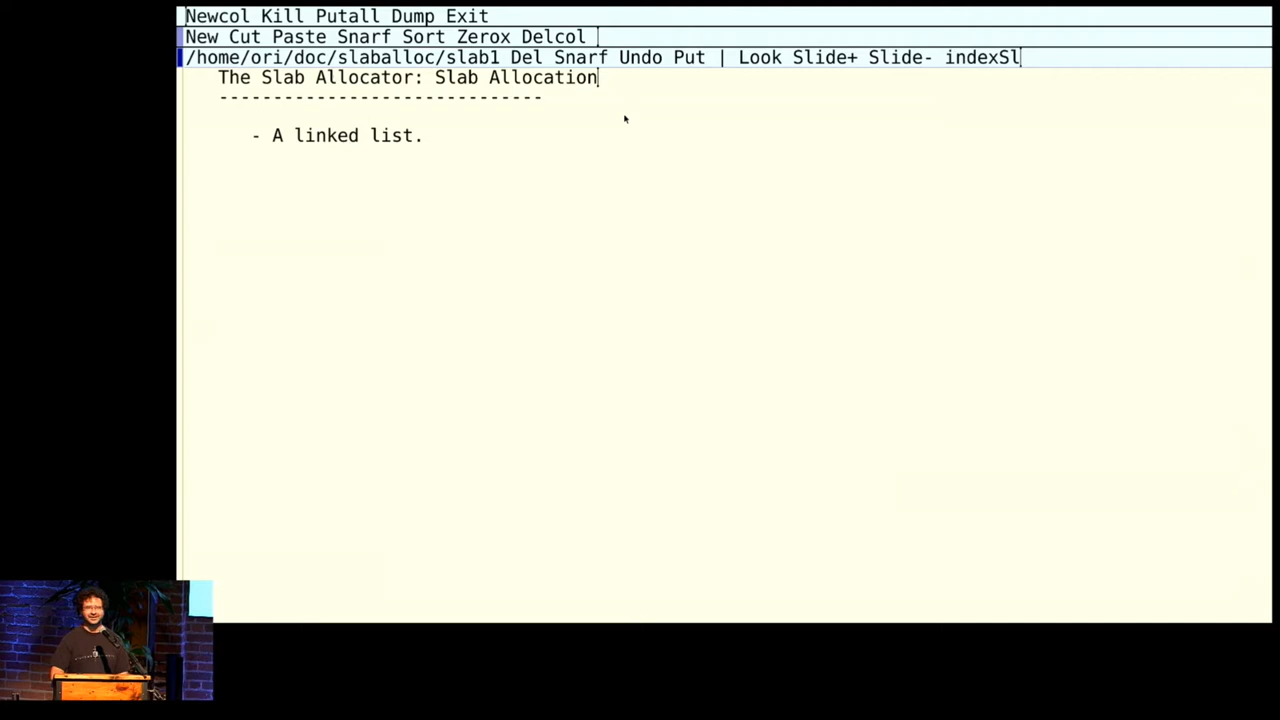 Newcol Kill Putall Dump Exit
New Cut Paste Snarf Sort Zerox Delcol
/home/ori/doc/slaballoc/slab1 Del Snarf Undo Put | Look Slide+ Slide- indexSl
The Slab Allocator: Slab Allocation
------------------------------
- A linked list.